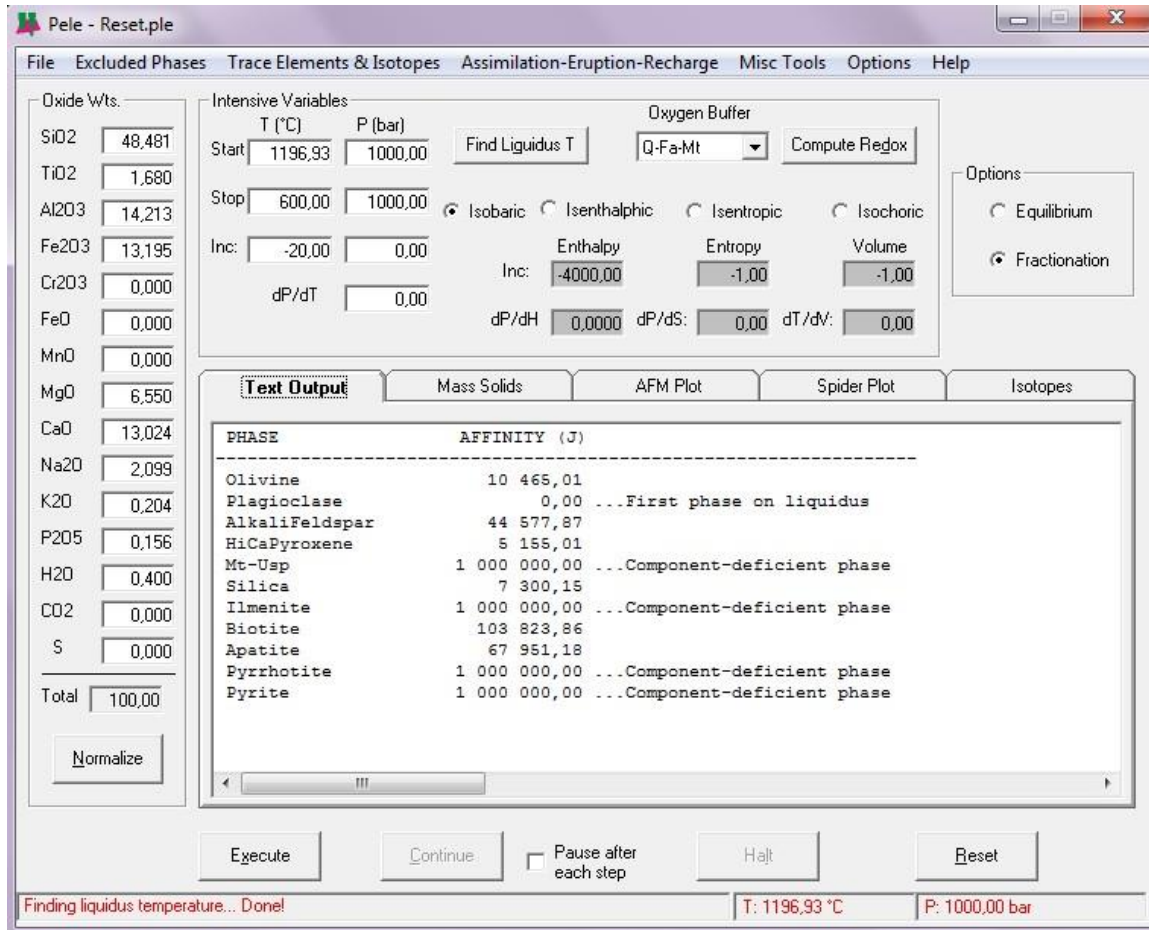 Pele - Reset.ple
File Excluded Phases Trace Elements & Isotopes Assimilation-Eruption-Recharge Misc Tools Options Help
Oxide Wts.
SiO2 48,481
TiO2 1,680
Al2O3 14,213
Fe2O3 13,195
Cr2O3 0,000
FeO 0,000
MnO 0,000
MgO 6,550
CaO 13,024
Na2O 2,099
K2O 0,204
P2O5 0,156
H2O 0,400
CO2 0,000
S 0,000
Total 100,00
Normalize
Intensive Variables
T (°C) P (bar)
Start 1196,93 1000,00
Stop 600,00 1000,00
Inc: -20,00 0,00
dP/dT 0,00
Find Liquidus T
Oxygen Buffer
Q-Fa-Mt
Compute Redox
Isobaric Isenthalphic Isentropic Isochoric
Enthalpy Entropy Volume
Inc: -4000,00 -1,00 -1,00
dP/dH 0,0000 dP/dS: 0,00 dT/dV: 0,00
Options
Equilibrium
Fractionation
Text Output Mass Solids AFM Plot Spider Plot Isotopes
PHASE AFFINITY (J)
Olivine 10 465,01
Plagioclase 0,00 ...First phase on liquidus
AlkaliFeldspar 44 577,87
HiCaPyroxene 5 155,01
Mt-Usp 1 000 000,00 ...Component-deficient phase
Silica 7 300,15
Ilmenite 1 000 000,00 ...Component-deficient phase
Biotite 103 823,86
Apatite 67 951,18
Pyrrhotite 1 000 000,00 ...Component-deficient phase
Pyrite 1 000 000,00 ...Component-deficient phase
Execute Continue Pause after
each step
Halt Reset
Finding liquidus temperature... Done! T: 1196,93 °C P: 1000,00 bar